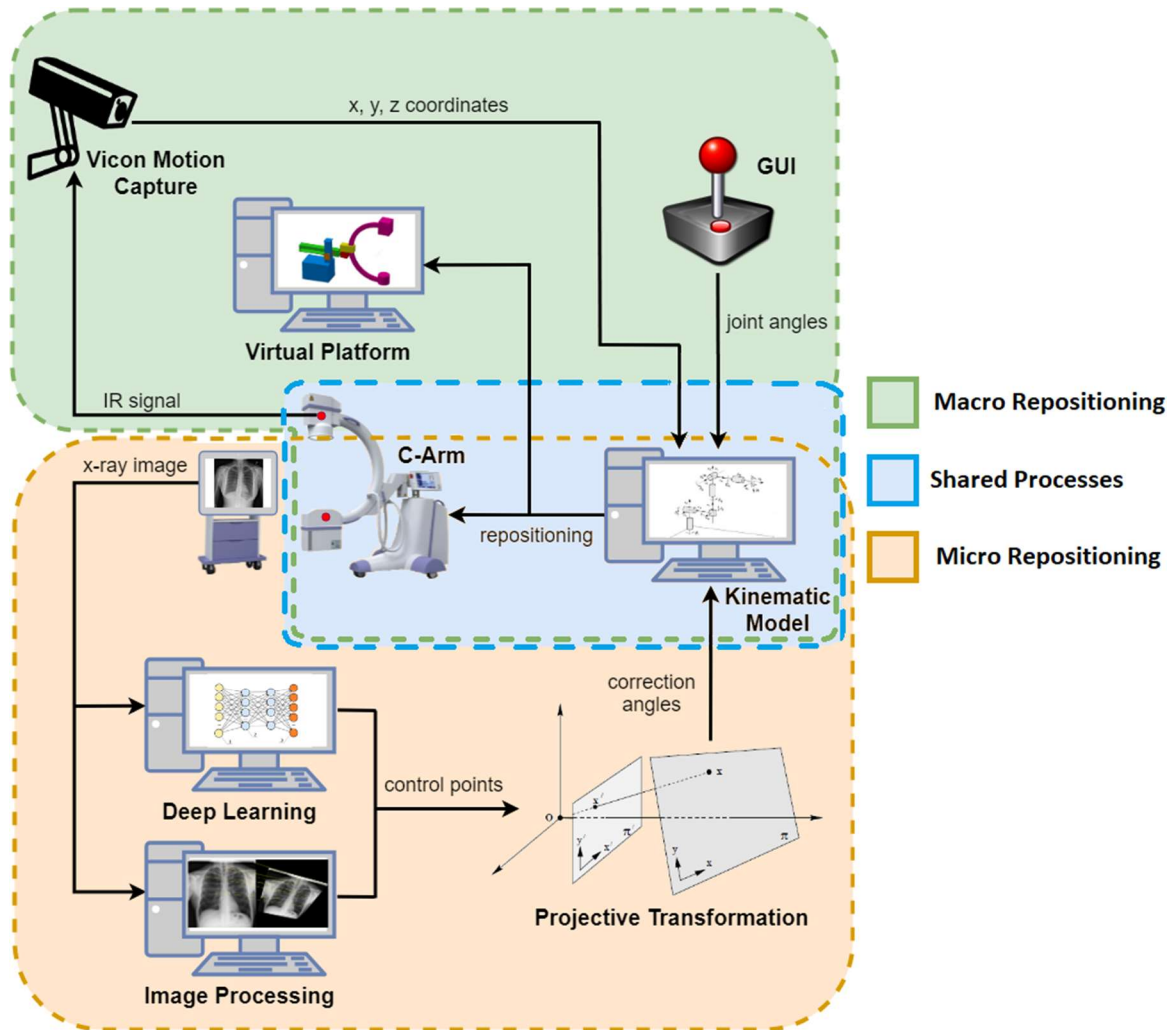 x, y, z coordinates
Vicon Motion
Capture
GUI
joint angles
Virtual Platform
IR signal
Macro Repositioning
x-ray image
C-Arm
Shared Processes
repositioning
Micro Repositioning
Kinematic
Model
correction
angles
Deep Learning
control points
x
x'
O
π'
y'
x'
π
y
x
Projective Transformation
Image Processing